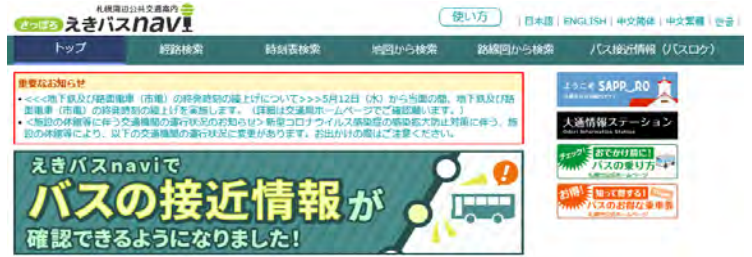 札幌周辺公共交通案内
さっぽろ えきバスnavi
使い方
日本語 | ENGLISH | 中文简体 | 中文繁體 | 한글
トップ
経路検索
時刻表検索
地図から検索
路線図から検索
バス接近情報（バスロケ）
重要なお知らせ
・<<<地下鉄及び路面電車（市電）の終発時刻の繰上げについて>>>5月12日（水）から当面の間、地下鉄及び路
面電車（市電）の終発時刻の繰上げを実施します。（詳細は交通局ホームページでご確認願います。）
・<施設の休館等に伴う交通機関の運行状況のお知らせ>新型コロナウイルス感染症の感染拡大防止対策に伴う、施
設の休館等により、以下の交通機関の運行状況に変更があります。お出かけの際はご注意ください。
ようこそ SAPP_RO
大通情報ステーション
Odori Information Station
チェック!
おでかけ前に!
バスの乗り方
お得!
知って得する!
バスのお得な乗車券
えきバスnaviで
バスの接近情報が
確認できるようになりました!